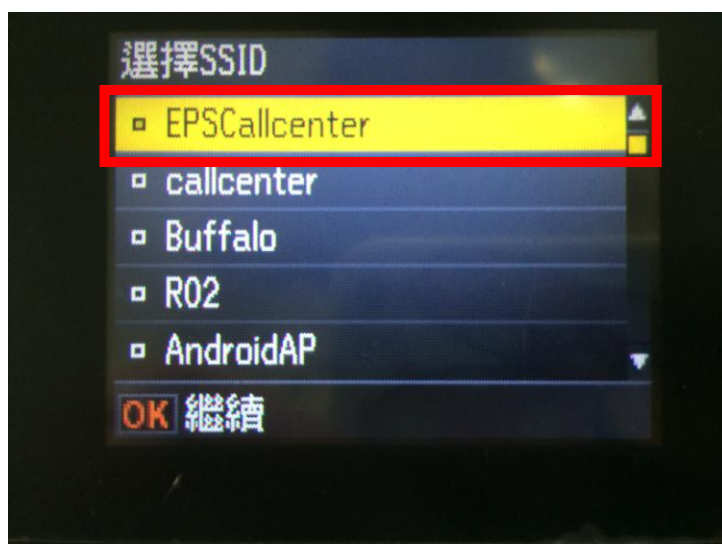 選擇SSID
EPSCallcenter
callcenter
Buffalo
R02
AndroidAP
OK 繼續